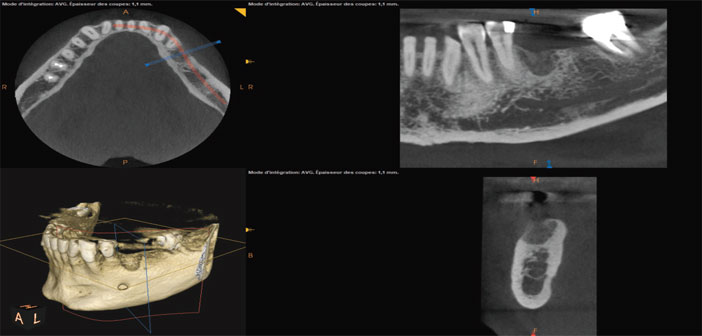 Mode d'intégration: AVG, Épaisseur des coupes: 1,1 mm.
A
R
L
P
Mode d'intégration: AVG, Épaisseur des coupes: 1,1 mm.
H
R
F
A L
Mode d'intégration: AVG, Épaisseur des coupes: 1,1 mm.
H
B